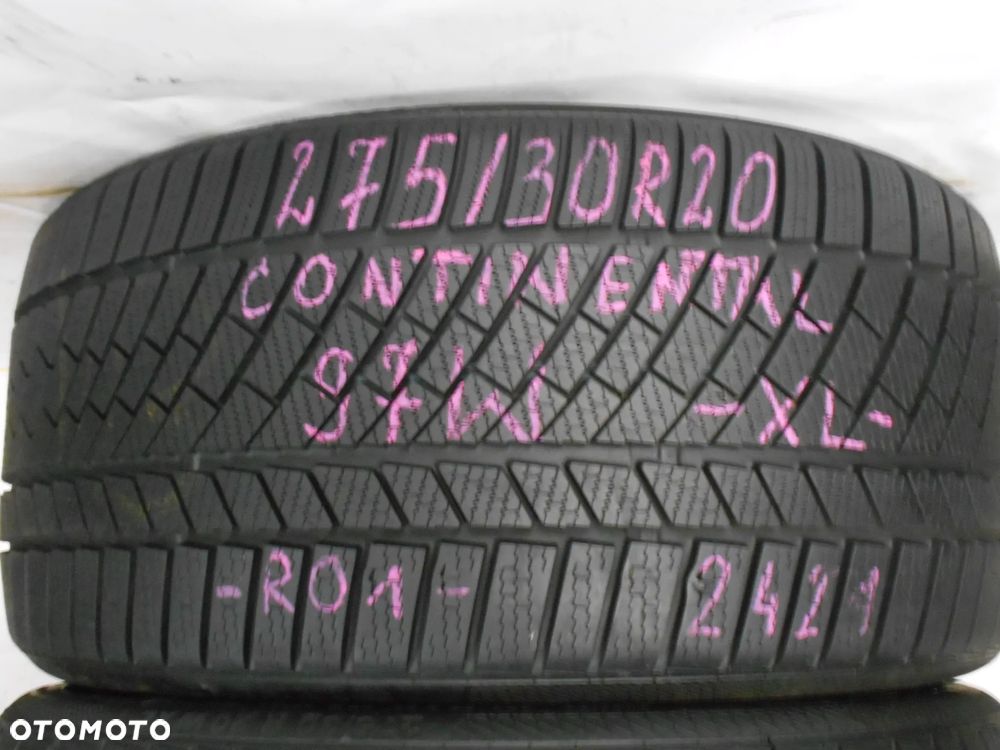 275/30R20
CONTINENTAL
97W -XL-
-RO1- 2421
OTOMOTO